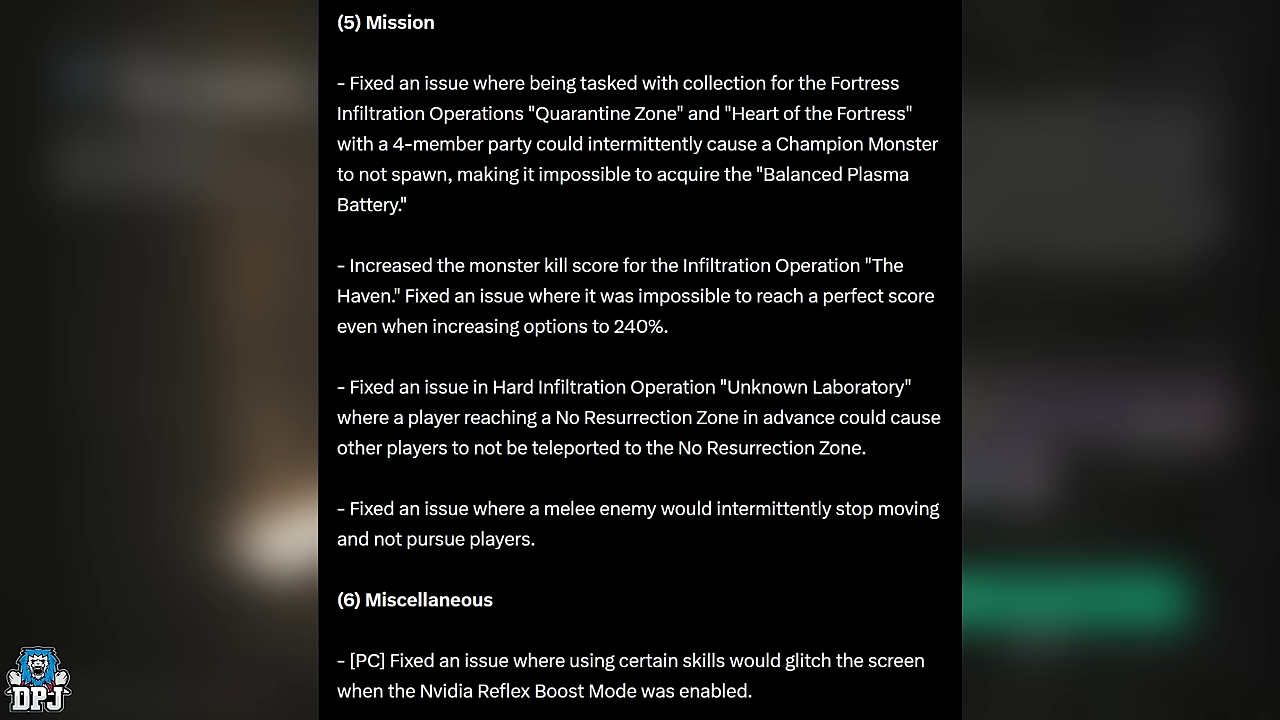 (5) Mission
- Fixed an issue where being tasked with collection for the Fortress
Infiltration Operations "Quarantine Zone" and "Heart of the Fortress"
with a 4-member party could intermittently cause a Champion Monster
to not spawn, making it impossible to acquire the "Balanced Plasma
Battery."
- Increased the monster kill score for the Infiltration Operation "The
Haven." Fixed an issue where it was impossible to reach a perfect score
even when increasing options to 240%.
- Fixed an issue in Hard Infiltration Operation "Unknown Laboratory"
where a player reaching a No Resurrection Zone in advance could cause
other players to not be teleported to the No Resurrection Zone.
- Fixed an issue where a melee enemy would intermittently stop moving
and not pursue players.
(6) Miscellaneous
- [PC] Fixed an issue where using certain skills would glitch the screen
when the Nvidia Reflex Boost Mode was enabled.
DPJ